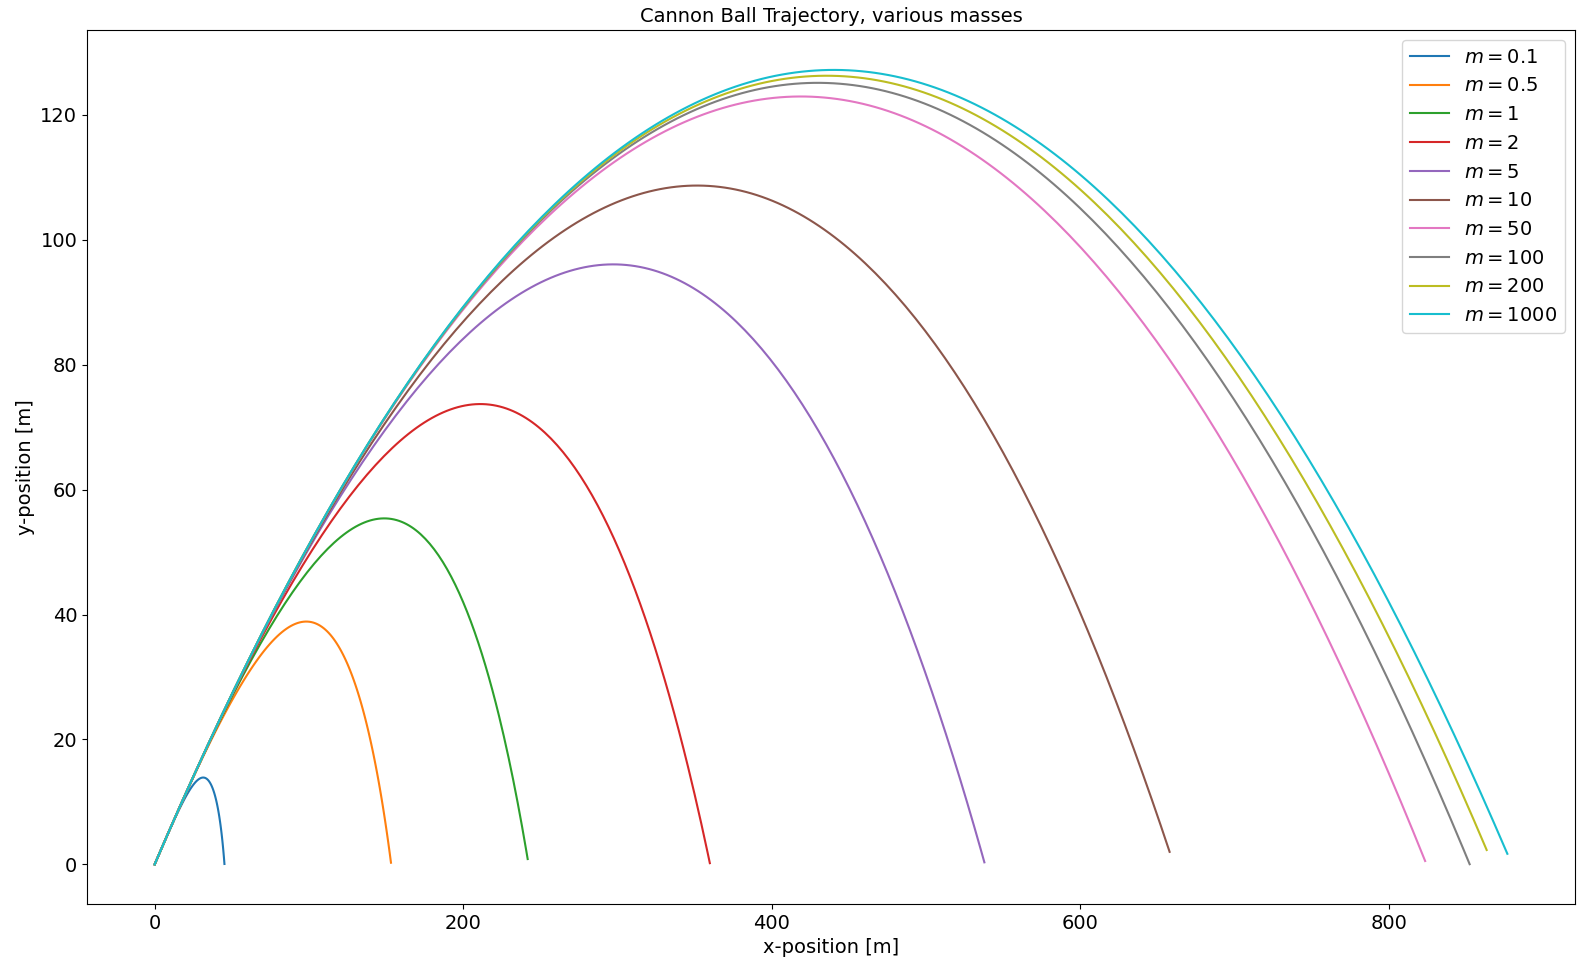 Cannon Ball Trajectory, various masses
m = 0.1
m = 0.5
m = 1
m = 2
m = 5
m = 10
m = 50
m = 100
m = 200
m = 1000
120
100
80
60
40
20
0
y-position [m]
0 200 400 600 800
x-position [m]